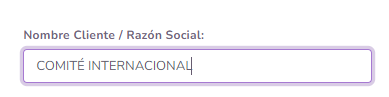 Nombre Cliente / Razón Social:
COMITÉ INTERNACIONAL